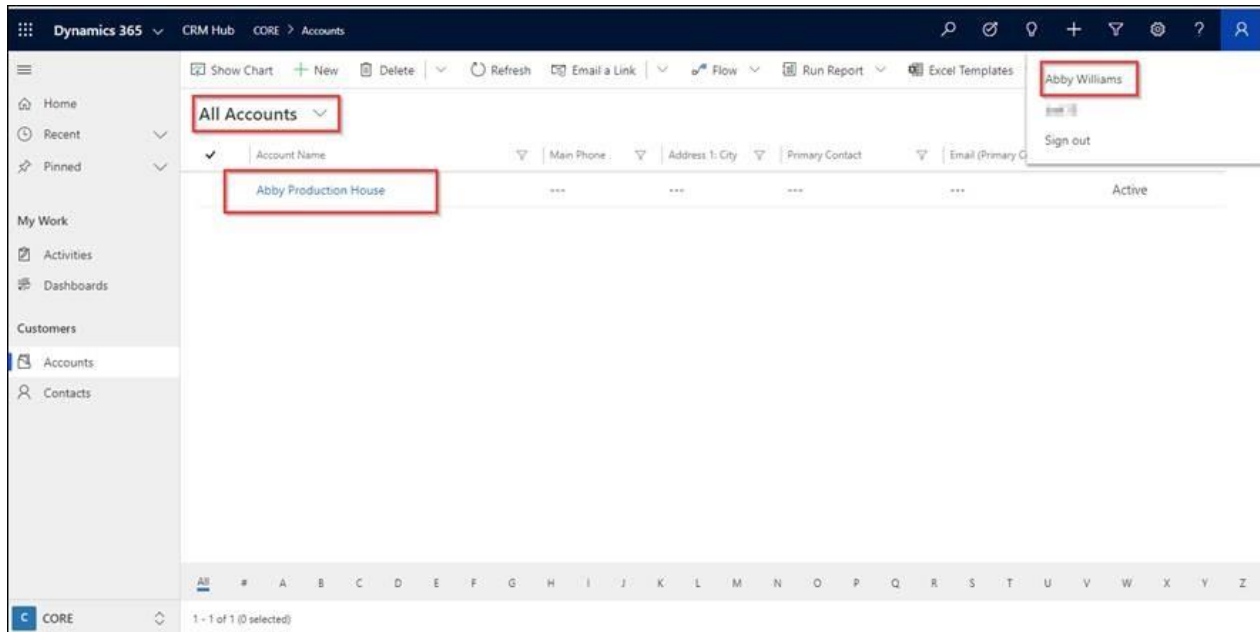 Dynamics 365 CRM Hub CORE > Accounts ?
Show Chart + New Delete Refresh Email a Link Flow Run Report Excel Templates
Abby Williams
Sign out
Home
Recent
Pinned
My Work
Activities
Dashboards
Customers
Accounts
Contacts
All Accounts
Account Name Main Phone Address 1: City Primary Contact Email (Primary C
Abby Production House --- --- --- --- Active
All # A B C D E F G H I J K L M N O P Q R S T U V W X Y Z
C CORE
1 - 1 of 1 (0 selected)